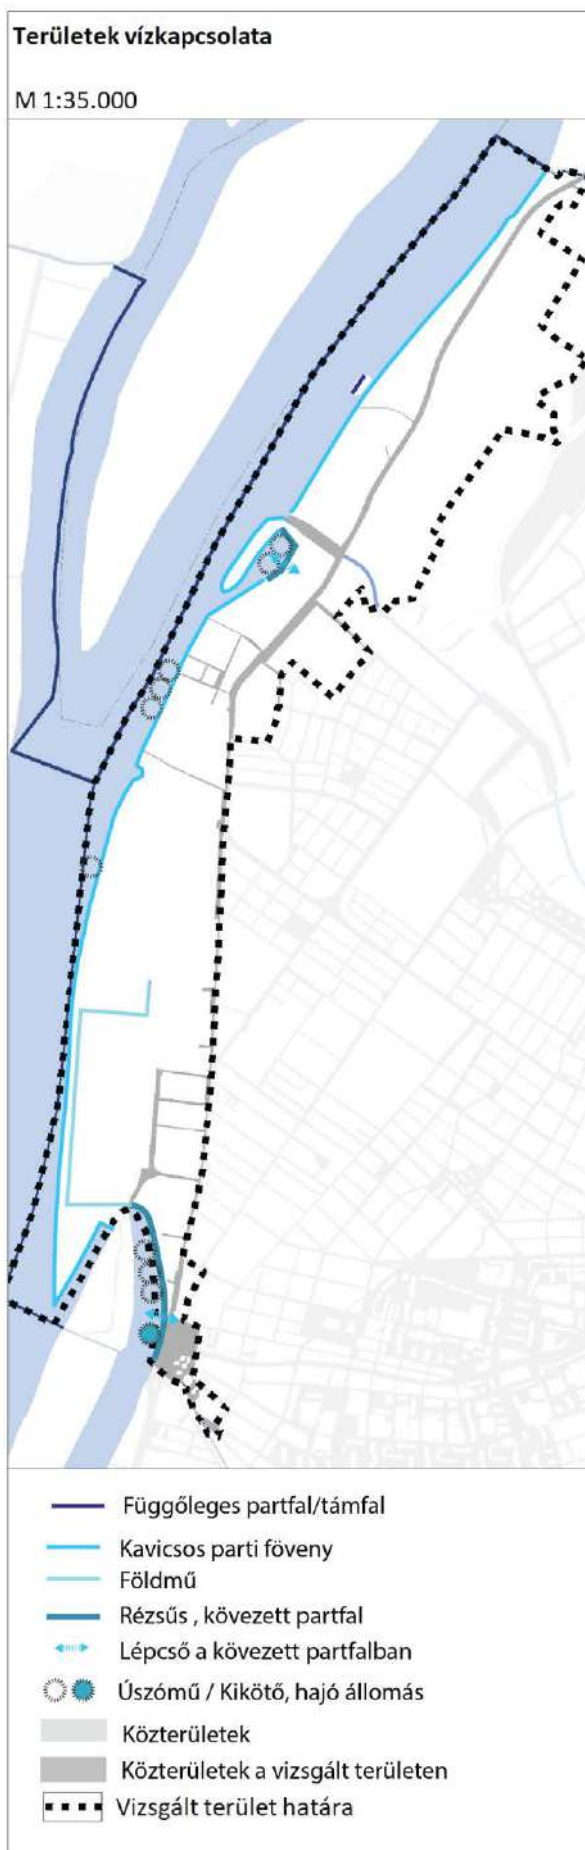 Területek vízkapcsolata
M 1:35.000
Függőleges partfal/támfal
Kavicsos parti föveny
Földmű
Rézsűs , kövezett partfal
Lépcső a kövezett partfalban
Úszómű / Kikötő, hajó állomás
Közterületek
Közterületek a vizsgált területen
Vizsgált terület határa